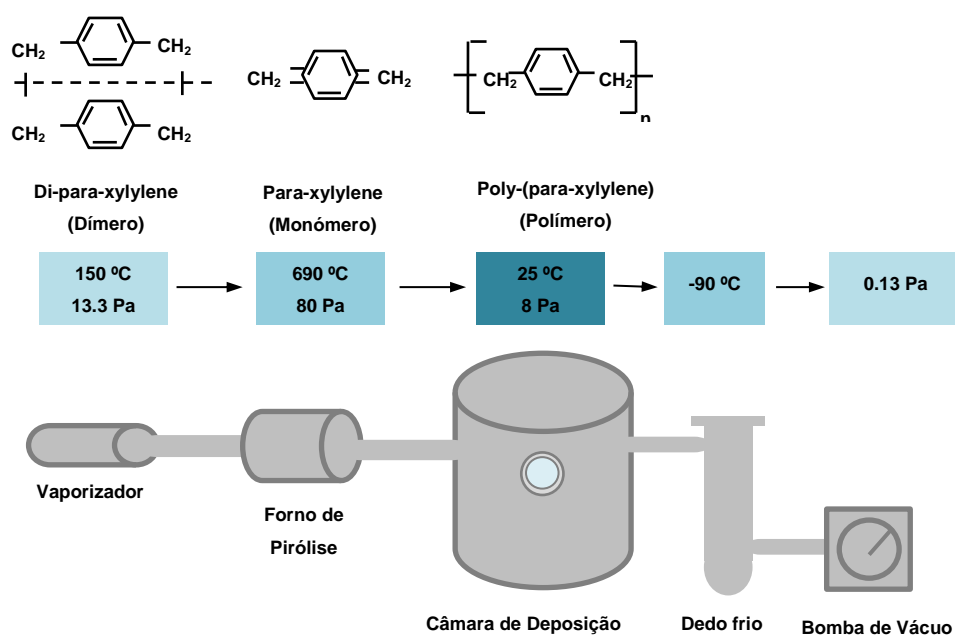 CH2 CH2
CH2 CH2
CH2 CH2
CH2 CH2
n
Di-para-xylylene
(Dímero)
Para-xylylene
(Monómero)
Poly-(para-xylylene)
(Polímero)
150 ºC
13.3 Pa
690 ºC
80 Pa
25 ºC
8 Pa
-90 ºC
0.13 Pa
Vaporizador
Forno de
Pirólise
Câmara de Deposição
Dedo frio
Bomba de Vácuo